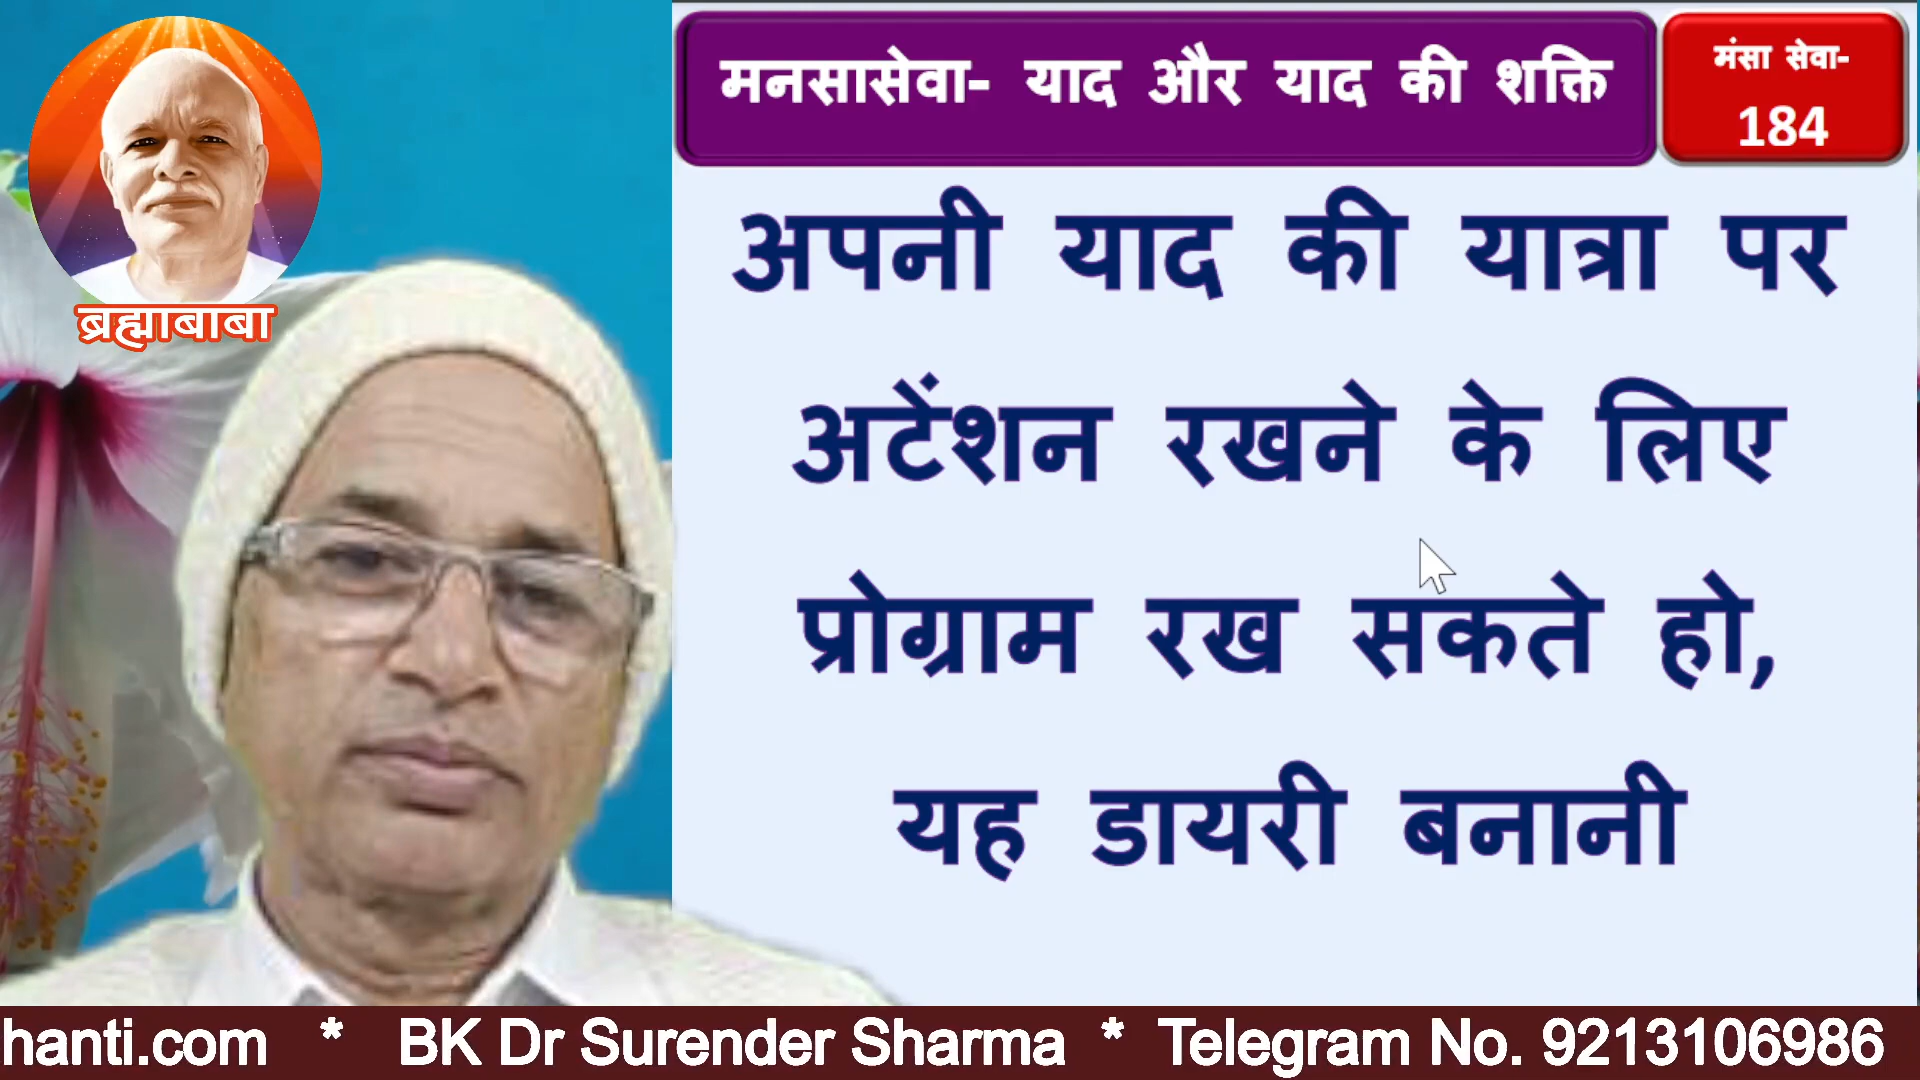 मनसासेवा- याद और याद की शक्ति
मंसा सेवा-
184
ब्रह्माबाबा
अपनी याद की यात्रा पर
अटेंशन रखने के लिए
प्रोग्राम रख सकते हो,
यह डायरी बनानी
hanti.com * BK Dr Surender Sharma * Telegram No. 9213106986